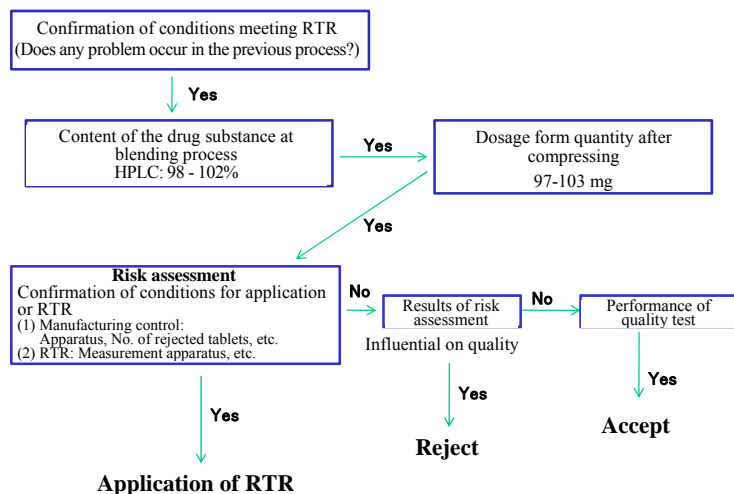 Confirmation of conditions meeting RTR
(Does any problem occur in the previous process?)
Yes
Content of the drug substance at
blending process
HPLC: 98 - 102%
Yes
Dosage form quantity after
compressing
97-103 mg
Yes
Risk assessment
Confirmation of conditions for application
or RTR
(1) Manufacturing control:
Apparatus, No. of rejected tablets, etc.
(2) RTR: Measurement apparatus, etc.
No
Results of risk
assessment
Influential on quality
No
Performance of
quality test
Yes
Yes
Yes
Reject
Accept
Application of RTR